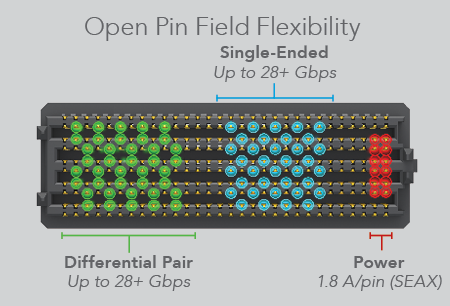 Open Pin Field Flexibility
Single-Ended
Up to 28+ Gbps
Differential Pair
Up to 28+ Gbps
Power
1.8 A/pin (SEAX)